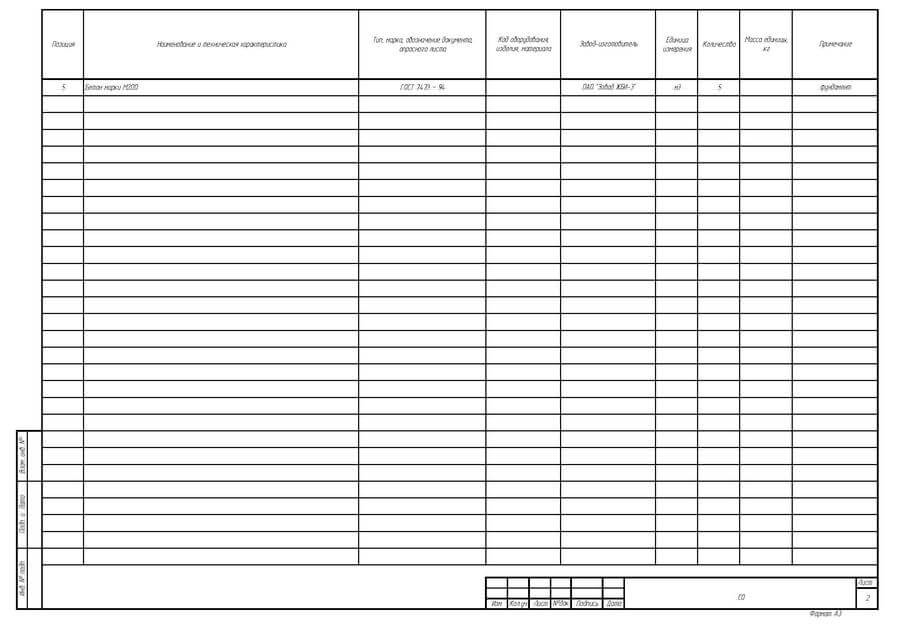 Позиция
Наименование и техническая характеристика
Тип, марка, обозначение документа,
опросного листа
Код оборудования,
изделия, материала
Завод-изготовитель
Единица
измерения
Количество
Масса единицы,
кг
Примечание
5 Бетон марки М200 ГОСТ 7473 - 94 ОАО "Завод ЖБИ-3" м3 5 фундамент
Взам. инв. №
Подп. и дата
Инв. № подл.
Изм. Кол.уч Лист №док Подпись Дата
.СО
Лист
2
Формат А3